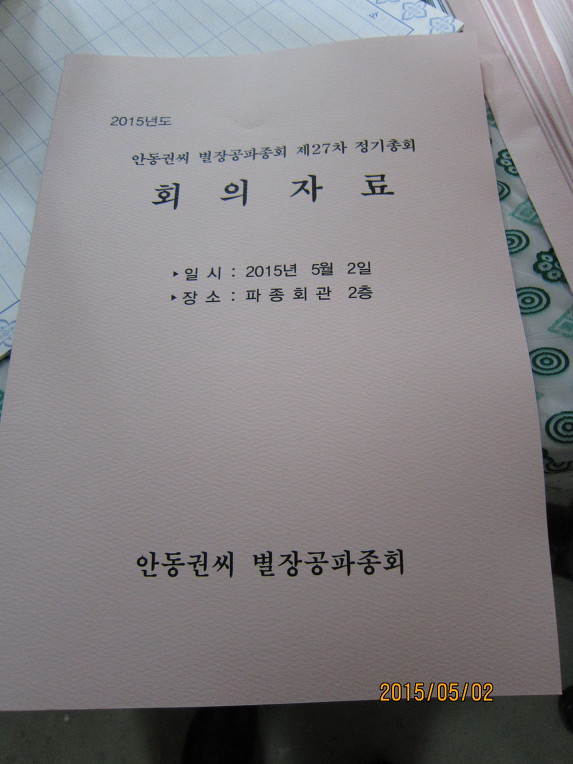 2015년도
안동권씨 별장공파종회 제27차 정기총회
회 의 자 료
▸일 시 : 2015년 5월 2일
▸장 소 : 파 종 회 관 2층
안동권씨 별장공파종회
2015/05/02